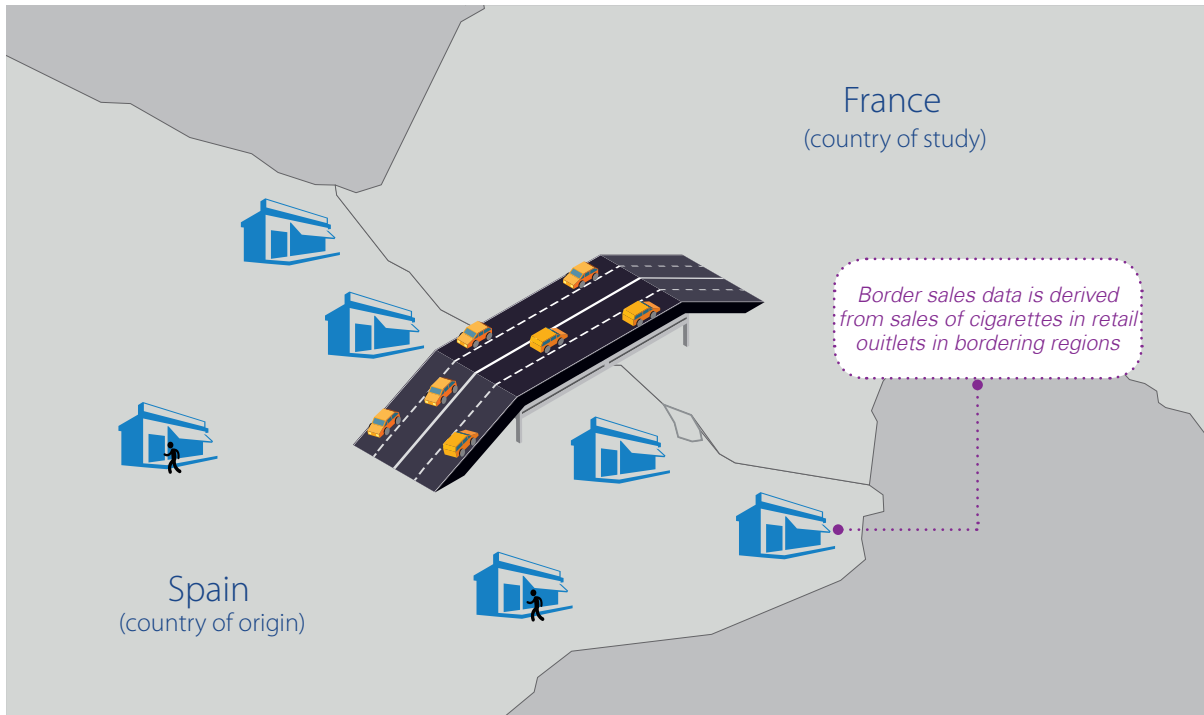 France
(country of study)
Border sales data is derived
from sales of cigarettes in retail
ouitlets in bordering regions
Spain
(country of origin)